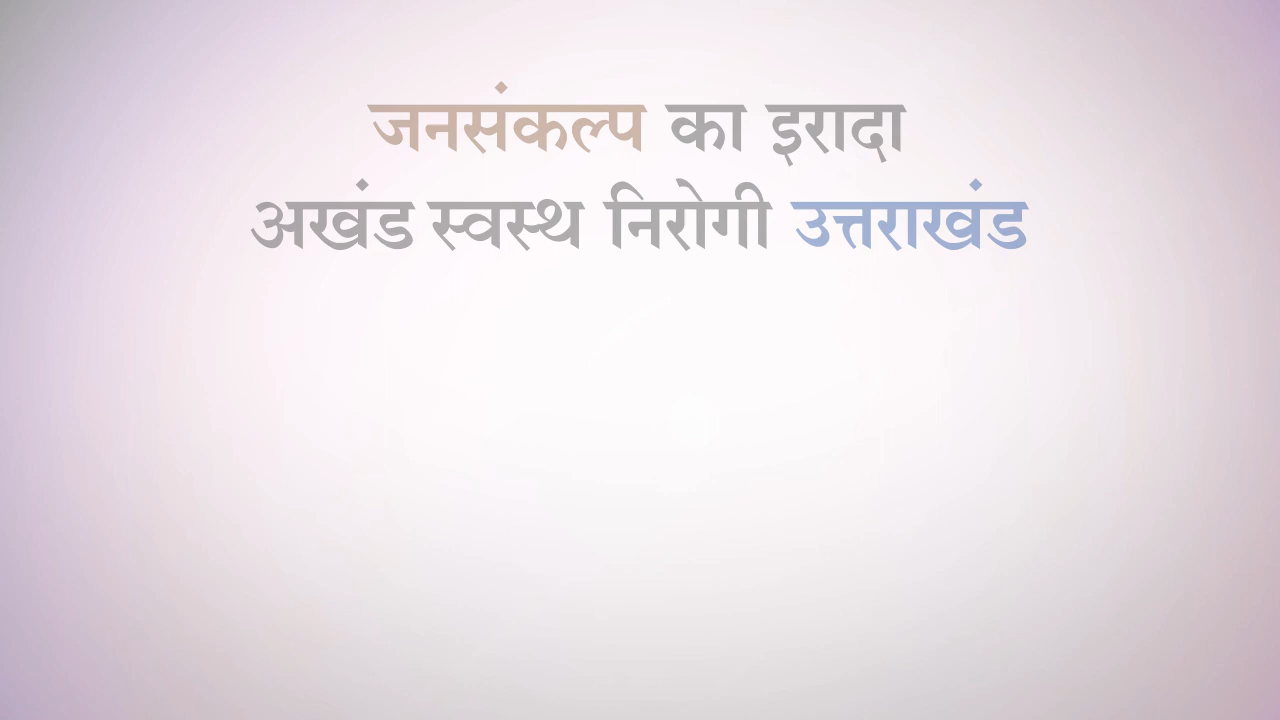 जनसंकल्प का इरादा
अखंड स्वस्थ निरोगी उत्तराखंड